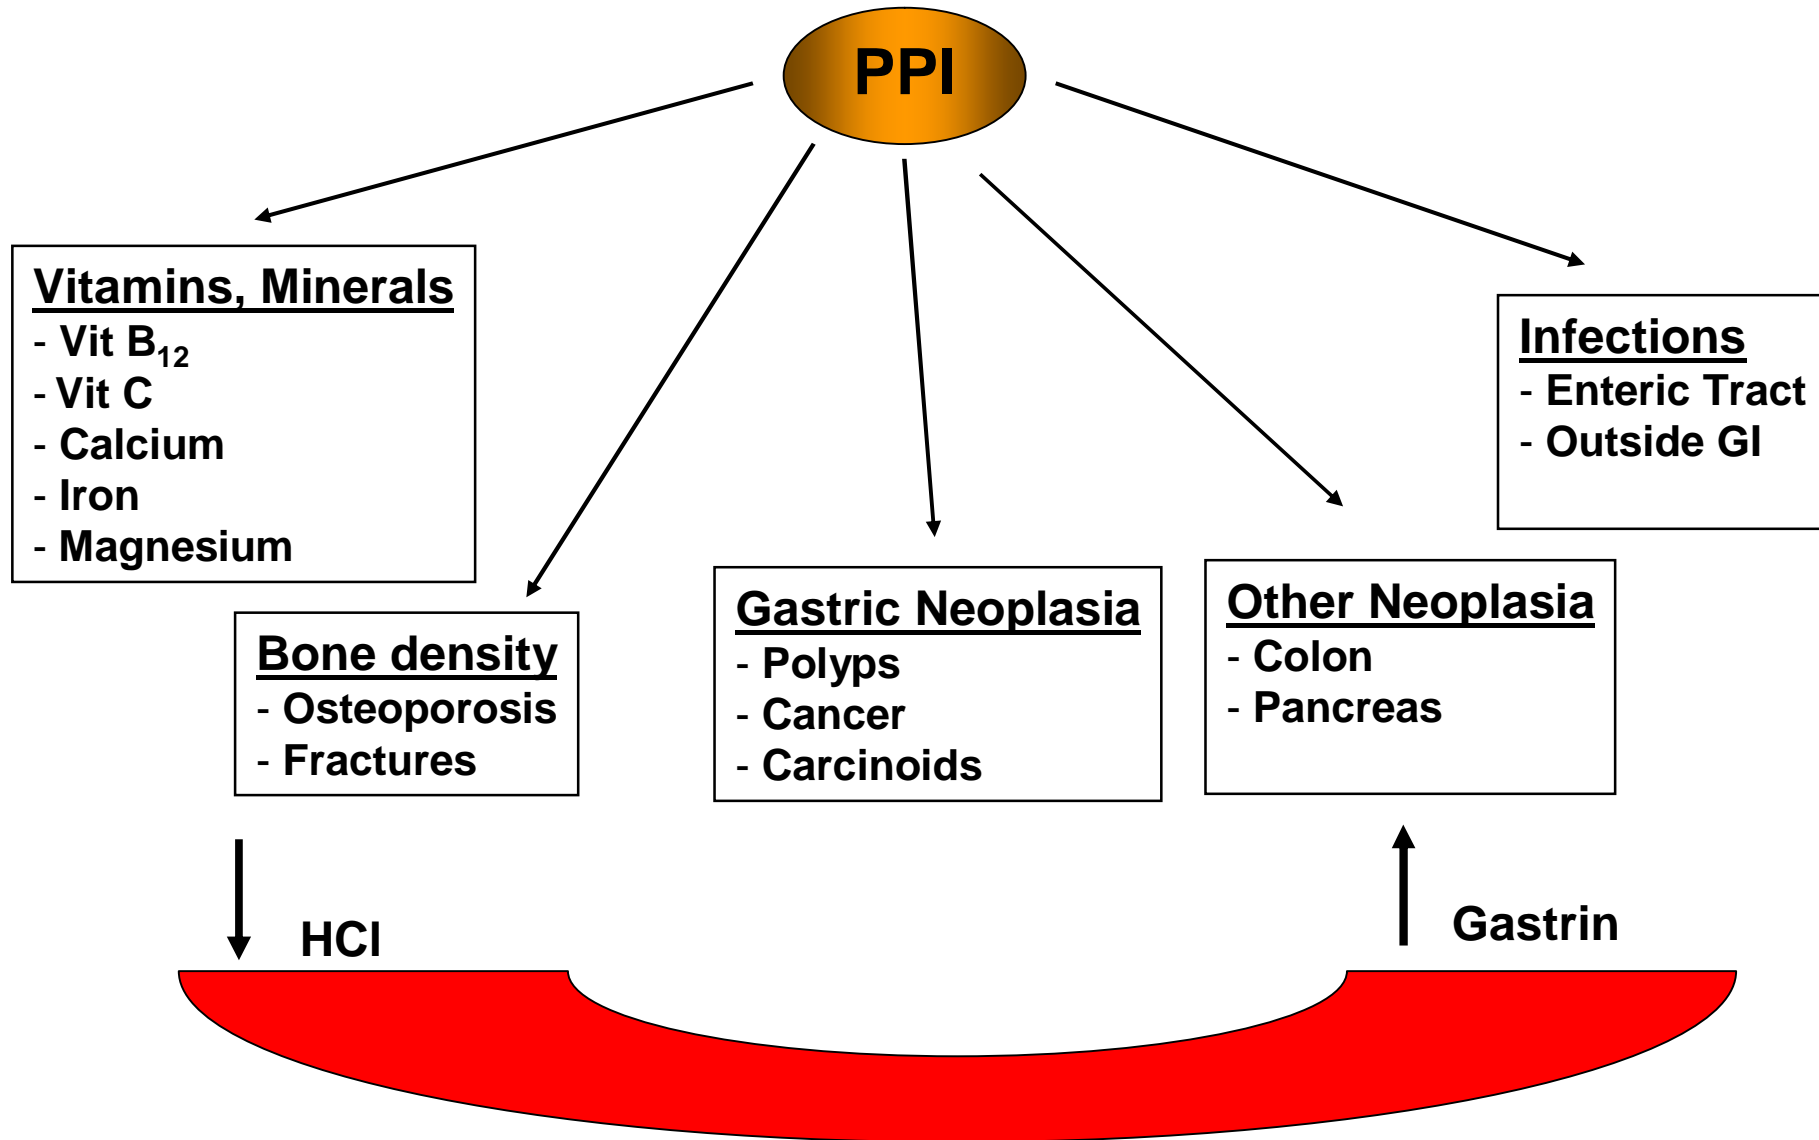 PPI
Vitamins, Minerals
- Vit B₁₂
- Vit C
- Calcium
- Iron
- Magnesium
Bone density
- Osteoporosis
- Fractures
Gastric Neoplasia
- Polyps
- Cancer
- Carcinoids
Other Neoplasia
- Colon
- Pancreas
Infections
- Enteric Tract
- Outside GI
HCl
Gastrin